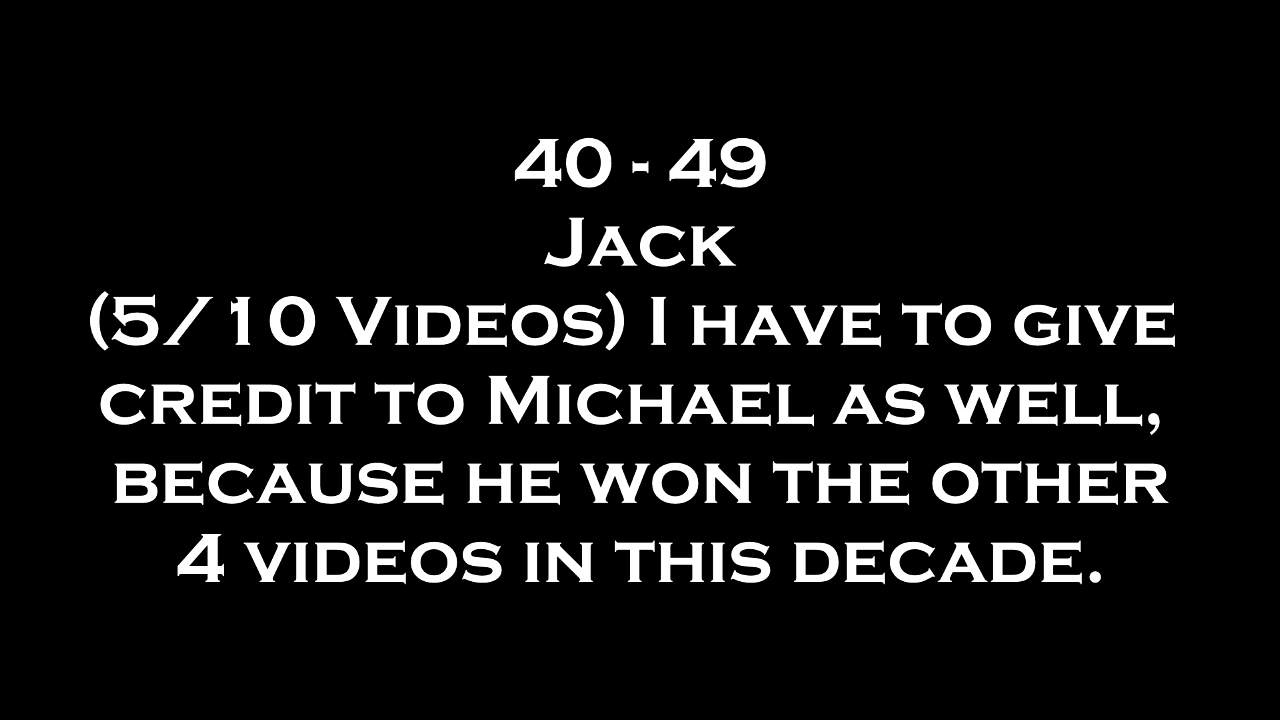 40 - 49
Jack
(5/10 Videos) I have to give
credit to Michael as well,
because he won the other
4 videos in this decade.